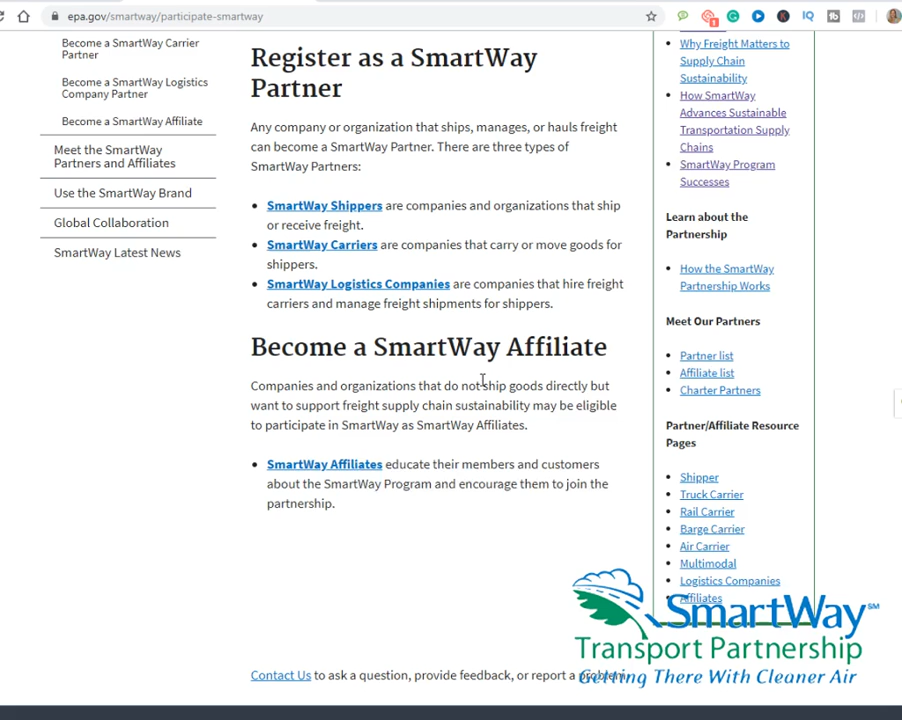 epa.gov/smartway/participate-smartway
IQ
Become a SmartWay Carrier
Partner
Become a SmartWay Logistics
Company Partner
Become a SmartWay Affiliate
Meet the SmartWay
Partners and Affiliates
Use the SmartWay Brand
Global Collaboration
SmartWay Latest News
Register as a SmartWay
Partner
Any company or organization that ships, manages, or hauls freight
can become a SmartWay Partner. There are three types of
SmartWay Partners:
• SmartWay Shippers are companies and organizations that ship
or receive freight.
• SmartWay Carriers are companies that carry or move goods for
shippers.
• SmartWay Logistics Companies are companies that hire freight
carriers and manage freight shipments for shippers.
Become a SmartWay Affiliate
Companies and organizations that do not ship goods directly but
want to support freight supply chain sustainability may be eligible
to participate in SmartWay as SmartWay Affiliates.
• SmartWay Affiliates educate their members and customers
about the SmartWay Program and encourage them to join the
partnership.
Contact Us to ask a question, provide feedback, or report a problem.
• Why Freight Matters to
Supply Chain
Sustainability
• How SmartWay
Advances Sustainable
Transportation Supply
Chains
• SmartWay Program
Successes
Learn about the
Partnership
• How the SmartWay
Partnership Works
Meet Our Partners
• Partner list
• Affiliate list
• Charter Partners
Partner/Affiliate Resource
Pages
• Shipper
• Truck Carrier
• Rail Carrier
• Barge Carrier
• Air Carrier
• Multimodal
• Logistics Companies
• Affiliates
SmartWay℠
Transport Partnership
Getting There With Cleaner Air